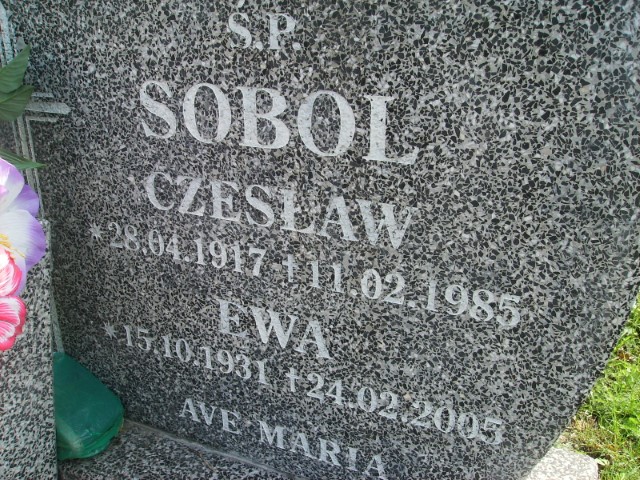 Ś.P.
SOBOL
CZESŁAW
*28.04.1917 †11.02.1985
EWA
*15.10.1931 †24.02.2005
AVE MARIA